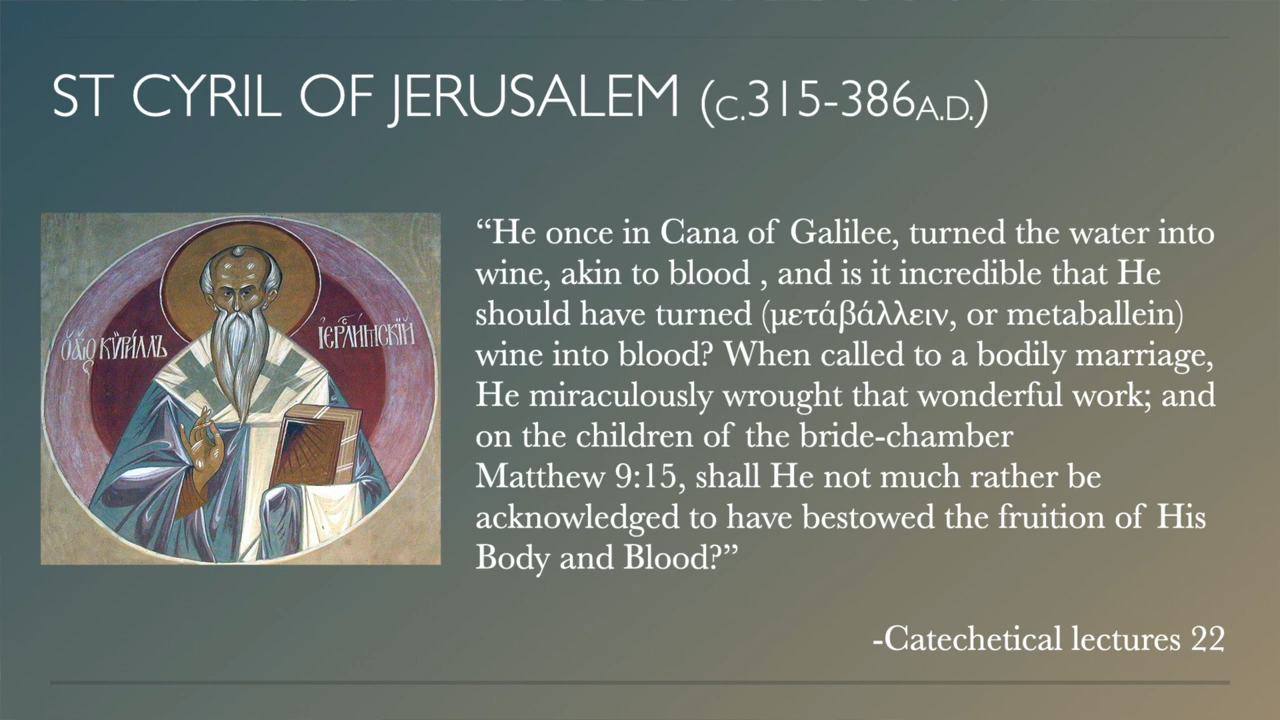 ST CYRIL OF JERUSALEM (C.315-386A.D.)
“He once in Cana of Galilee, turned the water into
wine, akin to blood , and is it incredible that He
should have turned (μετάβάλλειν, or metaballein)
wine into blood? When called to a bodily marriage,
He miraculously wrought that wonderful work; and
on the children of the bride-chamber
Matthew 9:15, shall He not much rather be
acknowledged to have bestowed the fruition of His
Body and Blood?”
-Catechetical lectures 22